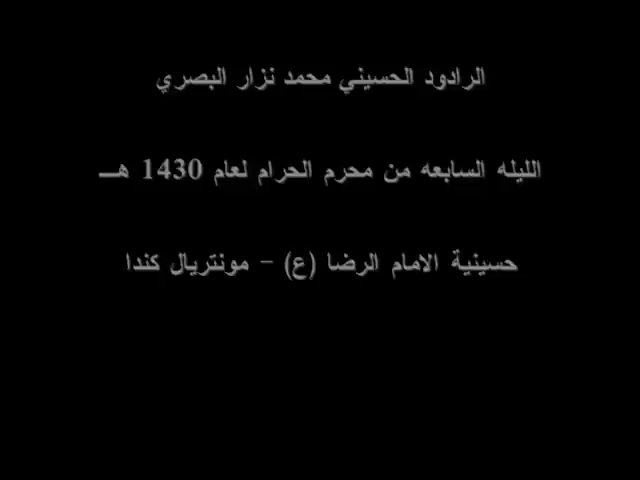 الرادود الحسيني محمد نزار البصري
الليله السابعه من محرم الحرام لعام 1430 هـ
حسينية الامام الرضا (ع) - مونتريال كندا